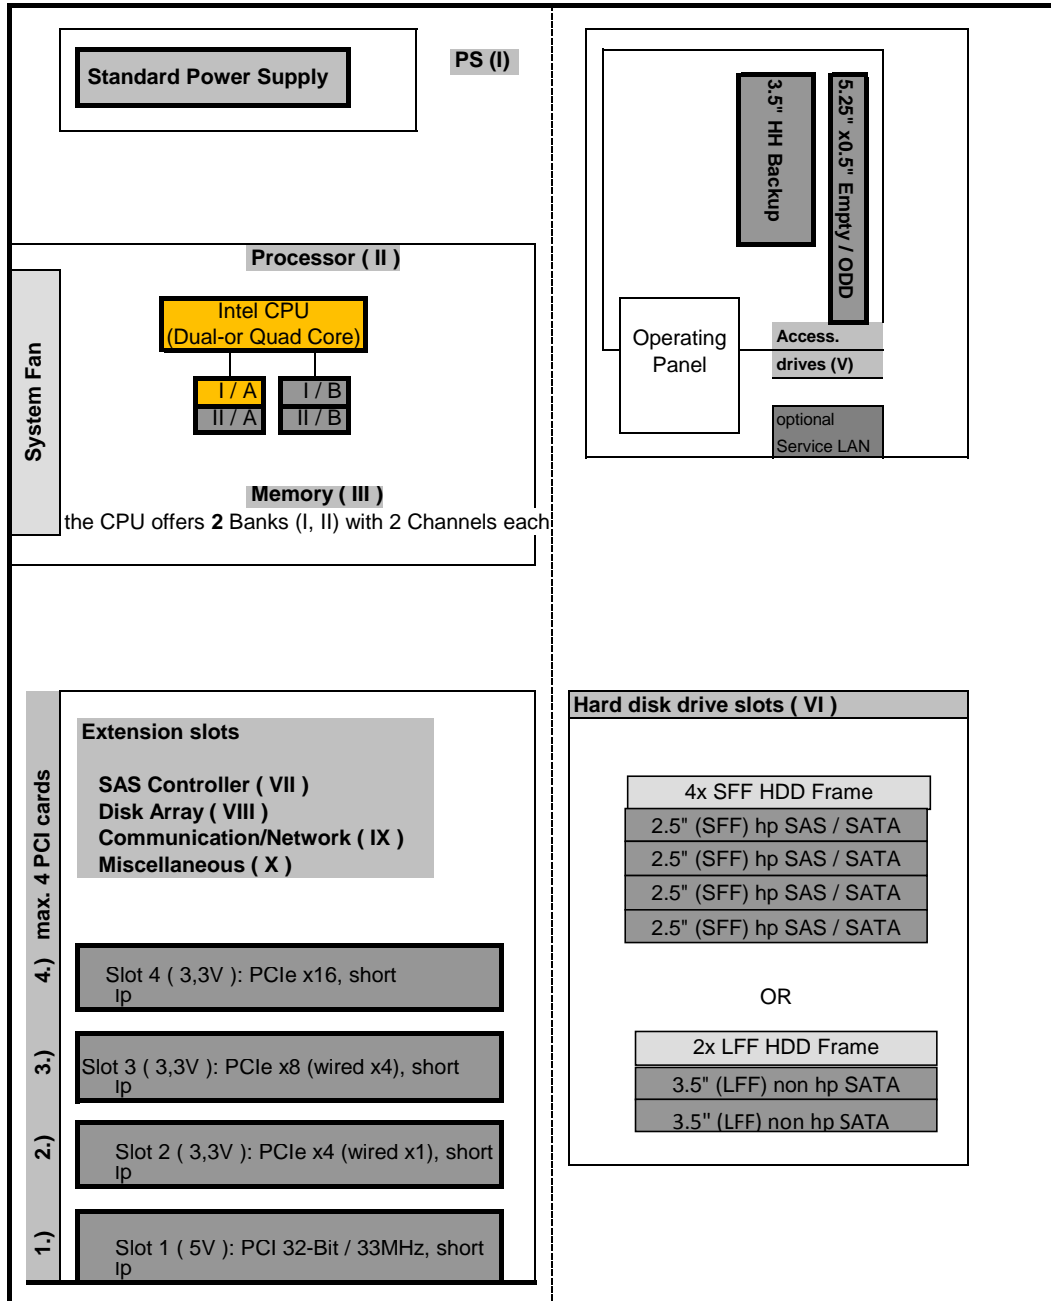 Standard Power Supply
PS (I)
Processor ( II )
Intel CPU
(Dual-or Quad Core)
I / A
I / B
II / A
II / B
System Fan
Memory ( III )
the CPU offers 2 Banks (I, II) with 2 Channels each
3.5" HH Backup
5.25" x0.5" Empty / ODD
Operating
Panel
Access.
drives (V)
optional
Service LAN
max. 4 PCI cards
Extension slots
SAS Controller ( VII )
Disk Array ( VIII )
Communication/Network ( IX )
Miscellaneous ( X )
4.)
Slot 4 ( 3,3V ): PCIe x16, short
lp
3.)
Slot 3 ( 3,3V ): PCIe x8 (wired x4), short
lp
2.)
Slot 2 ( 3,3V ): PCIe x4 (wired x1), short
lp
1.)
Slot 1 ( 5V ): PCI 32-Bit / 33MHz, short
lp
Hard disk drive slots ( VI )
4x SFF HDD Frame
2.5" (SFF) hp SAS / SATA
2.5" (SFF) hp SAS / SATA
2.5" (SFF) hp SAS / SATA
2.5" (SFF) hp SAS / SATA
OR
2x LFF HDD Frame
3.5" (LFF) non hp SATA
3.5" (LFF) non hp SATA